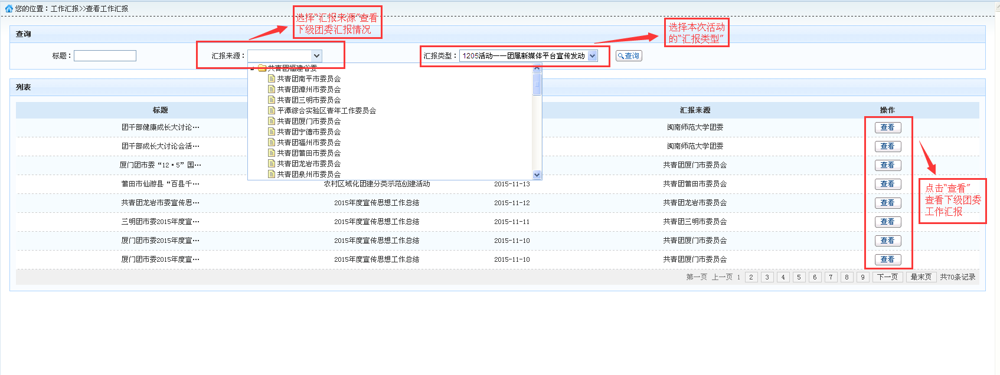 您的位置：工作汇报>>查看工作汇报
选择“汇报来源”查看
下级团委汇报情况
选择本次活动
的“汇报类型”
查询
标题：
汇报来源：
汇报类型： 1205活动——团属新媒体平台宣传发动
查询
共青团福建省委
共青团南平市委员会
共青团漳州市委员会
共青团三明市委员会
平潭综合实验区青年工作委员会
共青团厦门市委员会
共青团宁德市委员会
共青团福州市委员会
共青团莆田市委员会
共青团龙岩市委员会
共青团泉州市委员会
列表
标题 汇报来源 操作
团干部健康成长大讨论… 闽南师范大学团委 查看
团干部成长大讨论会活… 闽南师范大学团委 查看
厦门团市委“12·5”国… 共青团厦门市委员会 查看
莆田市仙游县“百县千… 农村区域化团建分类示范创建活动 2015-11-13 共青团莆田市委员会 查看
共青团龙岩市委宣传思… 2015年度宣传思想工作总结 2015-11-12 共青团龙岩市委员会 查看
三明团市委2015年度宣… 2015年度宣传思想工作总结 2015-11-11 共青团三明市委员会 查看
厦门团市委2015年度宣… 2015年度宣传思想工作总结 2015-11-10 共青团厦门市委员会 查看
厦门团市委2015年度宣… 2015年度宣传思想工作总结 2015-11-10 共青团厦门市委员会 查看
点击“查看”
查看下级团委
工作汇报
第一页 上一页 1 2 3 4 5 6 7 8 9 下一页 最末页 共70条记录